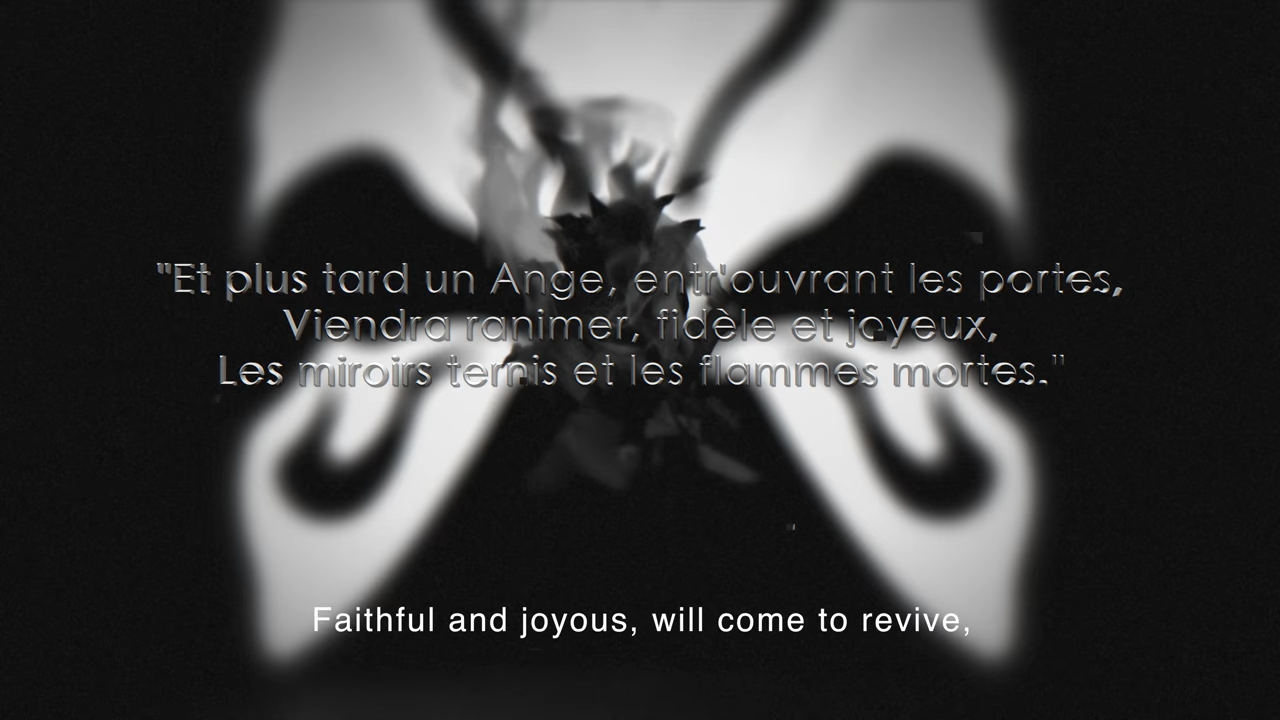 "Et plus tard un Ange, entr'ouvrant les portes,
Viendra ranimer, fidèle et joyeux,
Les miroirs ternis et les flammes mortes."
Faithful and joyous, will come to revive,